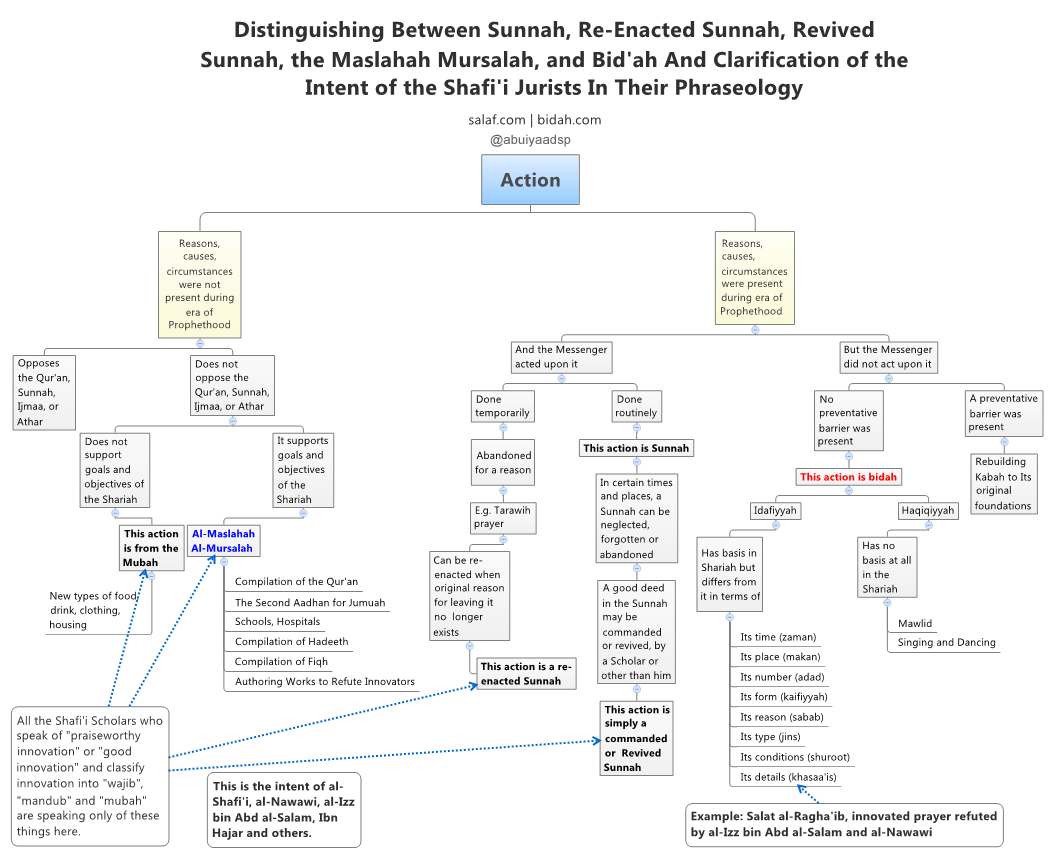 Distinguishing Between Sunnah, Re-Enacted Sunnah, Revived
Sunnah, the Maslahah Mursalah, and Bid'ah And Clarification of the
Intent of the Shafi'i Jurists In Their Phraseology
salaf.com | bidah.com
@abuiyaadsp
Action
Reasons,
causes,
circumstances
were not
present during
era of
Prophethood
Reasons,
causes,
circumstances
were present
during era of
Prophethood
Opposes
the Qur'an,
Sunnah,
Ijmaa, or
Athar
Does not
oppose the
Qur'an, Sunnah,
Ijmaa, or Athar
Does not
support
goals and
objectives of
the Shariah
It supports
goals and
objectives
of the
Shariah
This action
is from the
Mubah
Al-Maslahah
Al-Mursalah
New types of food,
drink, clothing,
housing
Compilation of the Qur'an
The Second Aadhan for Jumuah
Schools, Hospitals
Compilation of Hadeeth
Compilation of Fiqh
Authoring Works to Refute Innovators
And the Messenger
acted upon it
Done
temporarily
Abandoned
for a reason
E.g. Tarawih
prayer
Can be re-
enacted when
original reason
for leaving it
no longer
exists
This action is a re-
enacted Sunnah
Done
routinely
This action is Sunnah
In certain times
and places, a
Sunnah can be
neglected,
forgotten or
abandoned
A good deed
in the Sunnah
may be
commanded
or revived, by
a Scholar or
other than him
This action is
simply a
commanded
or Revived
Sunnah
But the Messenger
did not act upon it
No
preventative
barrier was
present
This action is bidah
Idafiyyah
Has basis in
Shariah but
differs from
it in terms of
Its time (zaman)
Its place (makan)
Its number (adad)
Its form (kaifiyyah)
Its reason (sabab)
Its type (jins)
Its conditions (shuroot)
Its details (khasaa'is)
Haqiqiyyah
Has no
basis at all
in the
Shariah
Mawlid
Singing and Dancing
A preventative
barrier was
present
Rebuilding
Kabah to Its
original
foundations
All the Shafi'i Scholars who
speak of "praiseworthy
innovation" or "good
innovation" and classify
innovation into "wajib",
"mandub" and "mubah"
are speaking only of these
things here.
This is the intent of al-
Shafi'i, al-Nawawi, al-Izz
bin Abd al-Salam, Ibn
Hajar and others.
Example: Salat al-Ragha'ib, innovated prayer refuted
by al-Izz bin Abd al-Salam and al-Nawawi